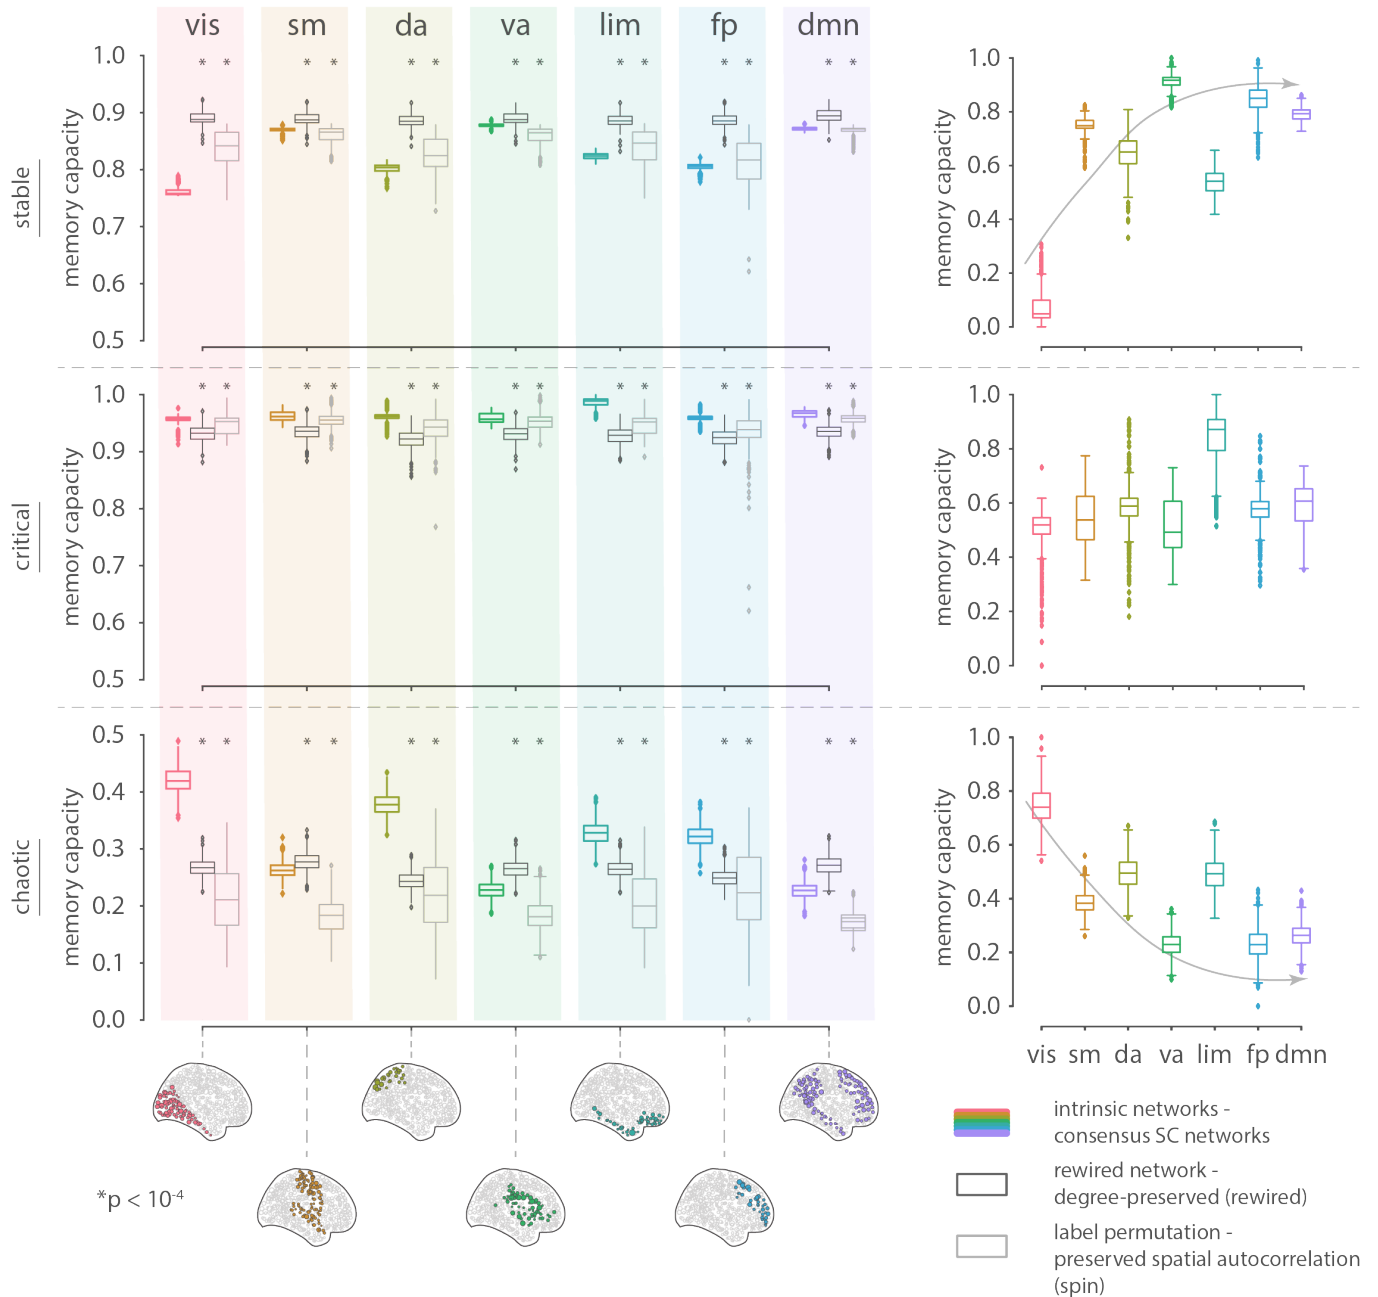 vis sm da va lim fp dmn
stable
memory capacity
1.0
0.9
0.8
0.7
0.6
0.5
* * * * * * * * * * * * * *
memory capacity
1.0
0.8
0.6
0.4
0.2
0.0
critical
memory capacity
1.0
0.9
0.8
0.7
0.6
0.5
* * * * * * * * * * * * * *
memory capacity
1.0
0.8
0.6
0.4
0.2
0.0
chaotic
memory capacity
0.5
0.4
0.3
0.2
0.1
0.0
* * * * * * * * * * * * * *
memory capacity
1.0
0.8
0.6
0.4
0.2
0.0
vis sm da va lim fp dmn
*p < 10-4
intrinsic networks -
consensus SC networks
rewired network -
degree-preserved (rewired)
label permutation -
preserved spatial autocorrelation
(spin)